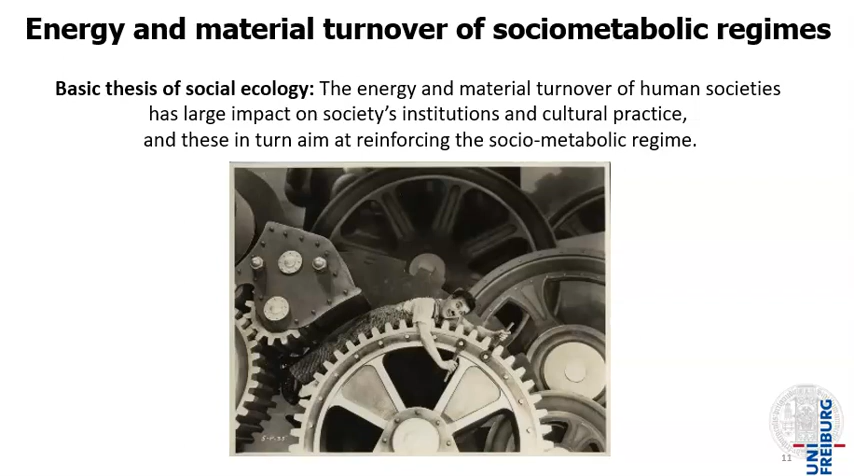 Energy and material turnover of sociometabolic regimes
Basic thesis of social ecology: The energy and material turnover of human societies
has large impact on society's institutions and cultural practice,
and these in turn aim at reinforcing the socio-metabolic regime.
11
UNI
FREIBURG